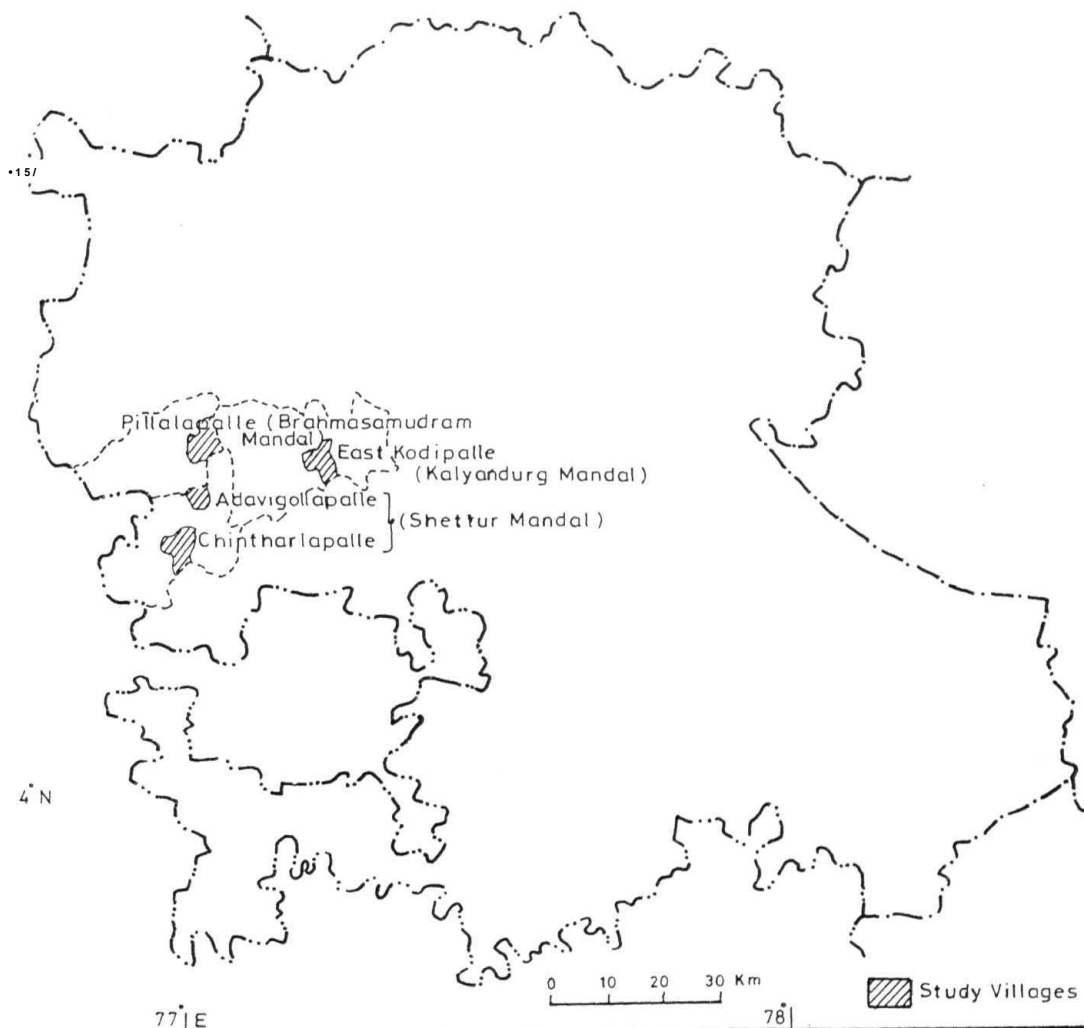 •15/
Pillalapalle (Brahmasamudram
Mandal)
East Kodipalle
(Kalyandurg Mandal)
Adavigollapalle
(Shettur Mandal)
Chintharlapalle
4°N
0 10 20 30 Km
Study Villages
77°E
78°